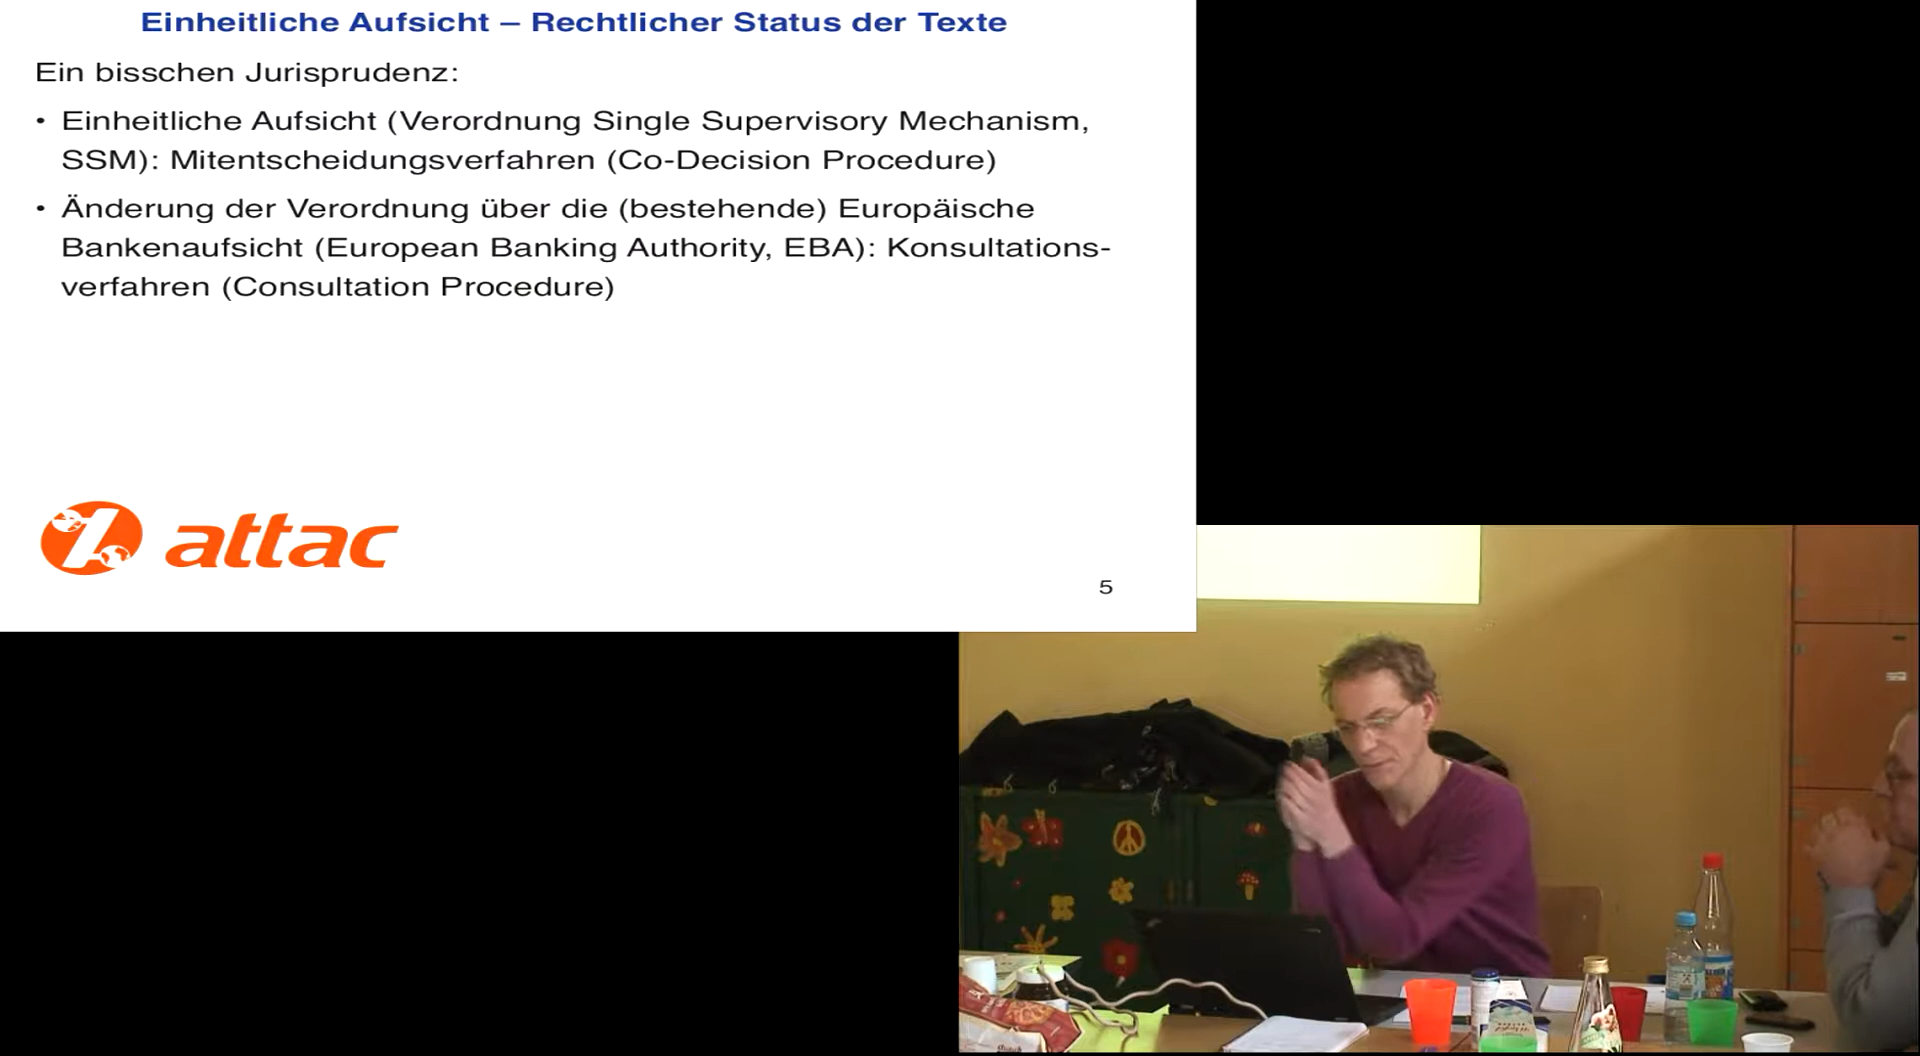 Einheitliche Aufsicht – Rechtlicher Status der Texte
Ein bisschen Jurisprudenz:
• Einheitliche Aufsicht (Verordnung Single Supervisory Mechanism,
SSM): Mitentscheidungsverfahren (Co-Decision Procedure)
• Änderung der Verordnung über die (bestehende) Europäische
Bankenaufsicht (European Banking Authority, EBA): Konsultations-
verfahren (Consultation Procedure)
attac
5